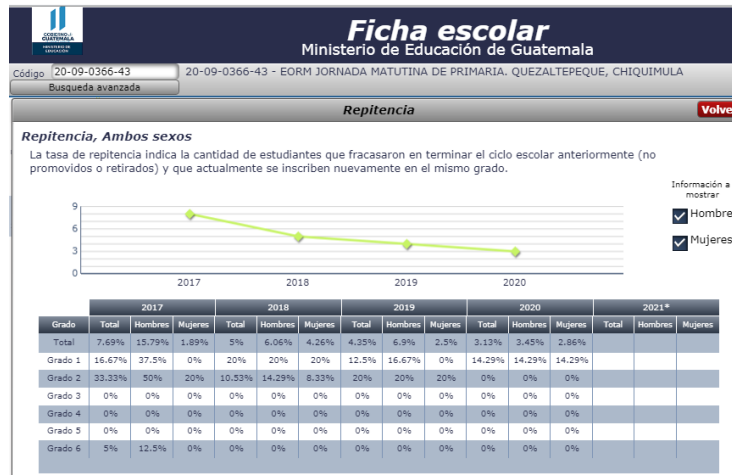 GOBIERNO de
GUATEMALA
MINISTERIO DE
EDUCACIÓN
Ficha escolar
Ministerio de Educación de Guatemala
Código 20-09-0366-43 20-09-0366-43 - EORM JORNADA MATUTINA DE PRIMARIA. QUEZALTEPEQUE, CHIQUIMULA
Busqueda avanzada
Repitencia Volve
Repitencia, Ambos sexos
La tasa de repitencia indica la cantidad de estudiantes que fracasaron en terminar el ciclo escolar anteriormente (no
promovidos o retirados) y que actualmente se inscriben nuevamente en el mismo grado.
Información a
mostrar
Hombre
Mujeres
9
6
3
0
2017 2018 2019 2020
2017 2018 2019 2020 2021*
Grado Total Hombres Mujeres Total Hombres Mujeres Total Hombres Mujeres Total Hombres Mujeres Total Hombres Mujeres
Total 7.69% 15.79% 1.89% 5% 6.06% 4.26% 4.35% 6.9% 2.5% 3.13% 3.45% 2.86%
Grado 1 16.67% 37.5% 0% 20% 20% 20% 12.5% 16.67% 0% 14.29% 14.29% 14.29%
Grado 2 33.33% 50% 20% 10.53% 14.29% 8.33% 20% 20% 20% 0% 0% 0%
Grado 3 0% 0% 0% 0% 0% 0% 0% 0% 0% 0% 0% 0%
Grado 4 0% 0% 0% 0% 0% 0% 0% 0% 0% 0% 0% 0%
Grado 5 0% 0% 0% 0% 0% 0% 0% 0% 0% 0% 0% 0%
Grado 6 5% 12.5% 0% 0% 0% 0% 0% 0% 0% 0% 0% 0%